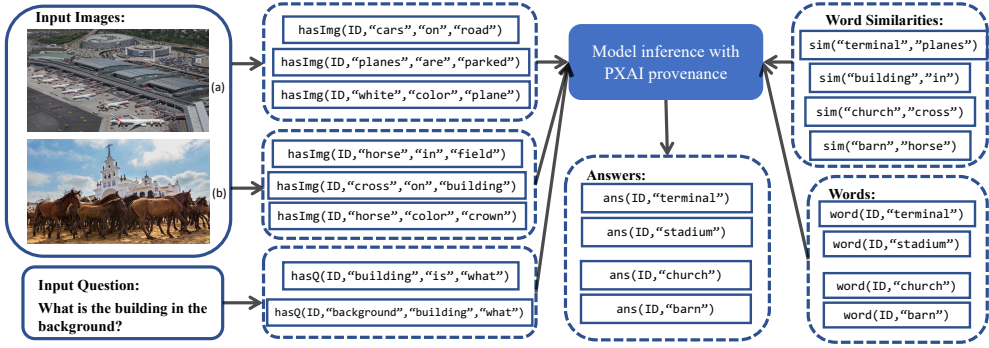 Input Images:
(a)
(b)
Input Question:
What is the building in the
background?
hasImg(ID,“cars”,“on”,“road”)
hasImg(ID,“planes”,“are”,“parked”)
hasImg(ID,“white”,“color”,“plane”)
hasImg(ID,“horse”,“in”,“field”)
hasImg(ID,“cross”,“on”,“building”)
hasImg(ID,“horse”,“color”,“crown”)
hasQ(ID,“building”,“is”,“what”)
hasQ(ID,“background”,“building”,“what”)
Model inference with
PXAI provenance
Answers:
ans(ID,“terminal”)
ans(ID,“stadium”)
ans(ID,“church”)
ans(ID,“barn”)
Word Similarities:
sim(“terminal”,”planes”)
sim(“building”,”in”)
sim(“church”,”cross”)
sim(“barn”,”horse”)
Words:
word(ID,“terminal”)
word(ID,“stadium”)
word(ID,“church”)
word(ID,“barn”)